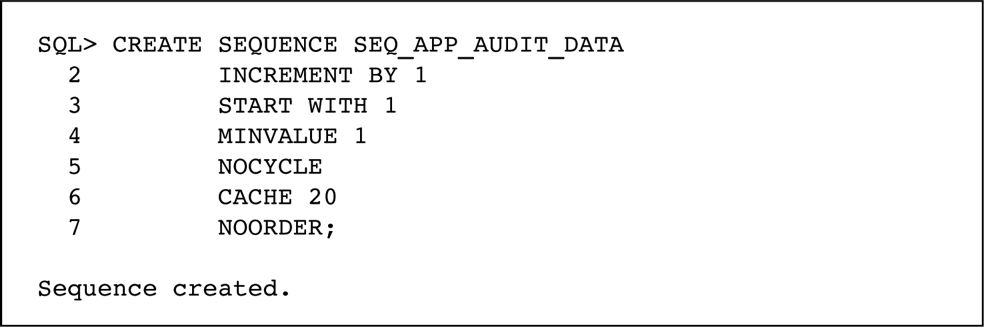 SQL> CREATE SEQUENCE SEQ_APP_AUDIT_DATA
  2         INCREMENT BY 1
  3         START WITH 1
  4         MINVALUE 1
  5         NOCYCLE
  6         CACHE 20
  7         NOORDER;

Sequence created.